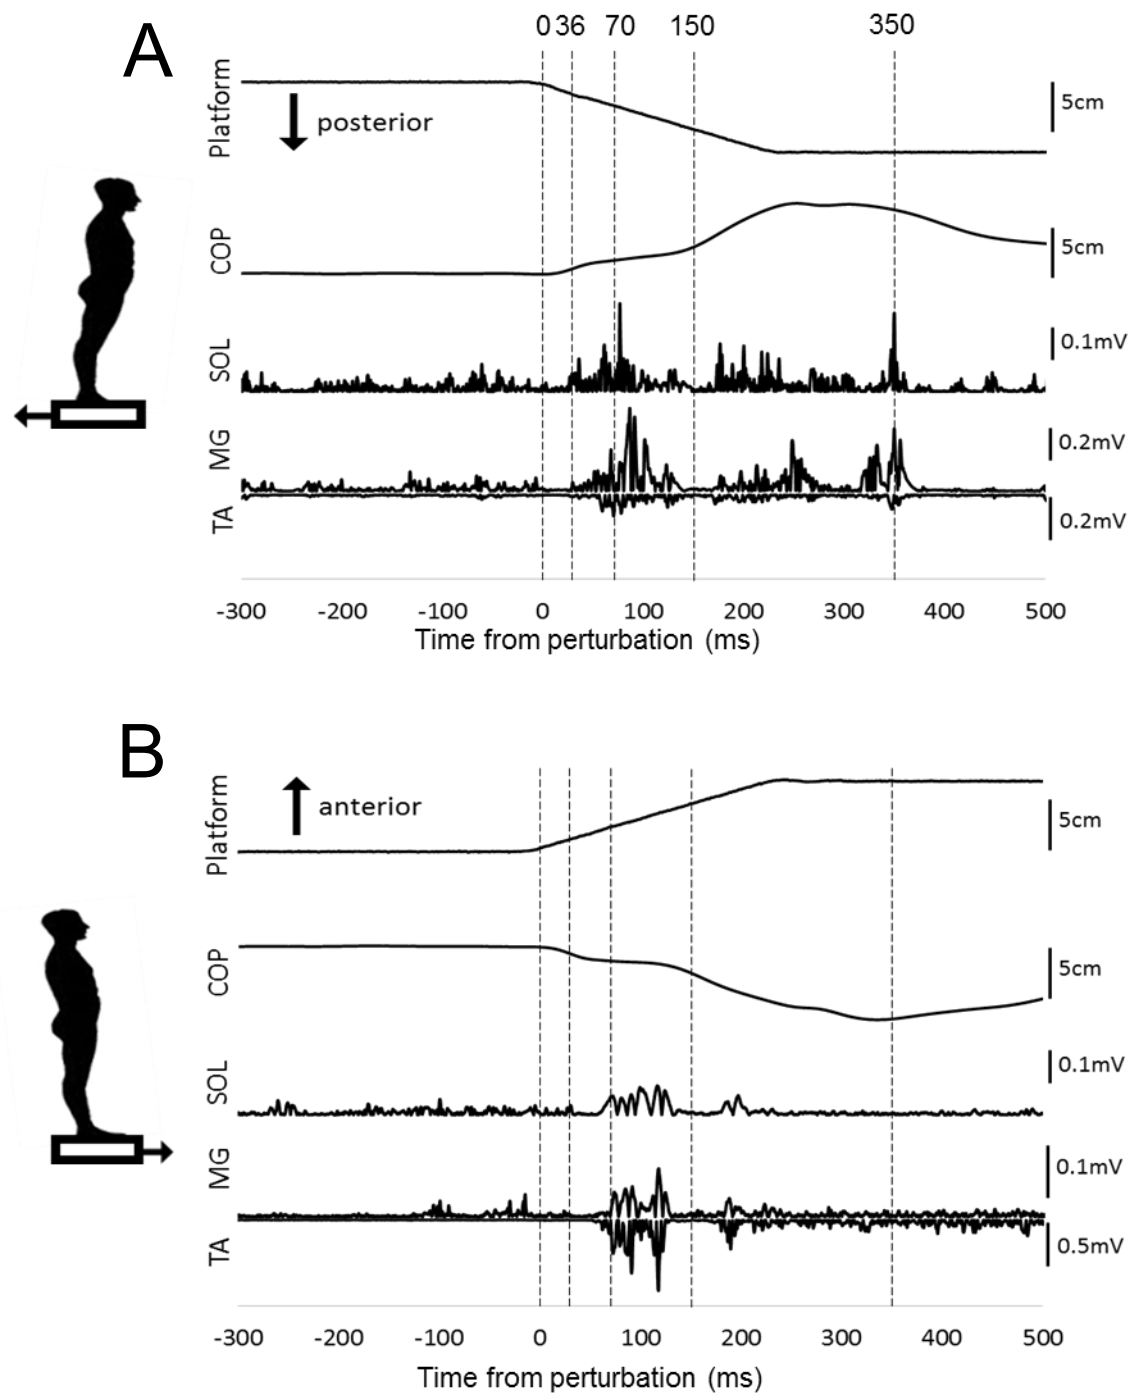 A
0 36 70 150 350
Platform
posterior
5cm
COP
5cm
SOL
0.1mV
MG
0.2mV
TA
0.2mV
-300 -200 -100 0 100 200 300 400 500
Time from perturbation (ms)
B
Platform
anterior
5cm
COP
5cm
SOL
0.1mV
MG
0.1mV
TA
0.5mV
-300 -200 -100 0 100 200 300 400 500
Time from perturbation (ms)